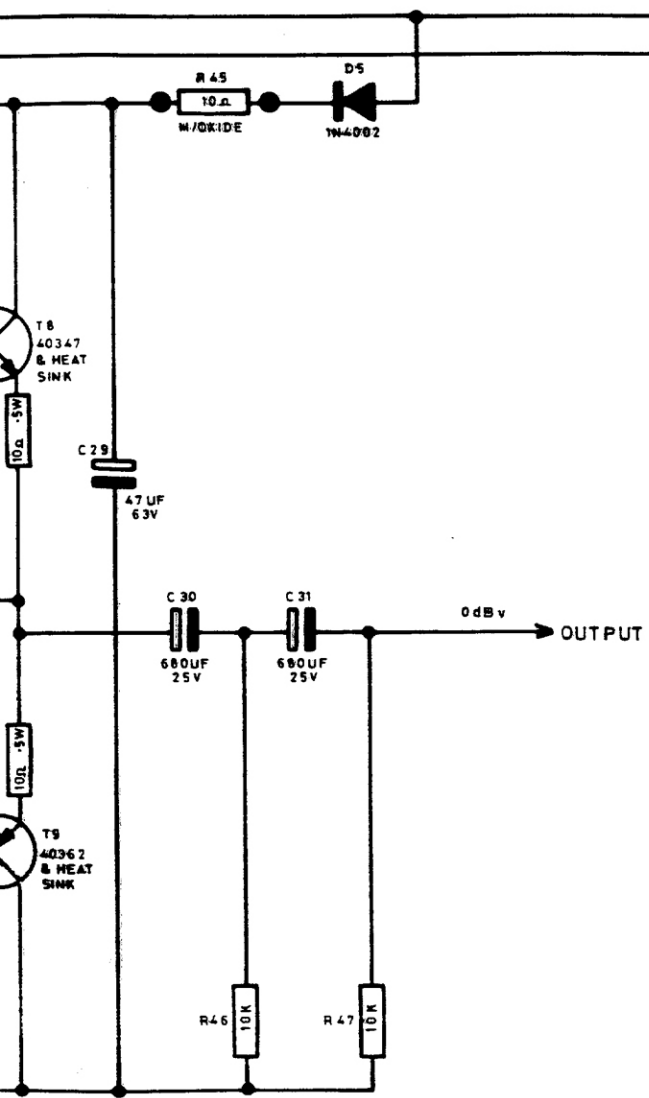 R45
D5
10Ω
M/OXIDE
1N4002
T8
40347
& HEAT
SINK
10Ω .5W
C29
47UF
63V
C30
C31
0dBv
OUTPUT
680UF
25V
680UF
25V
10Ω .5W
T9
40362
& HEAT
SINK
R46
10K
R47
10K